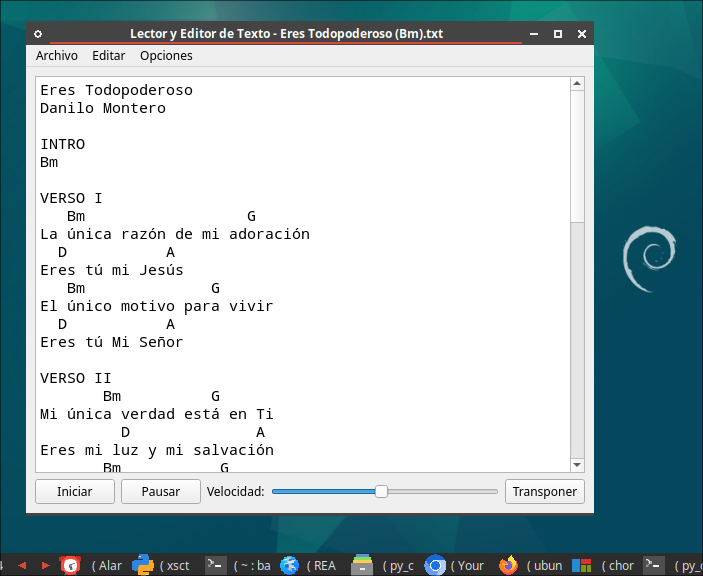 Lector y Editor de Texto - Eres Todopoderoso (Bm).txt
Archivo Editar Opciones
Eres Todopoderoso
Danilo Montero
INTRO
Bm
VERSO I
Bm G
La única razón de mi adoración
D A
Eres tú mi Jesús
Bm G
El único motivo para vivir
D A
Eres tú Mi Señor
VERSO II
Bm G
Mi única verdad está en Ti
D A
Eres mi luz y mi salvación
Bm G
Iniciar Pausar Velocidad: Transponer
4 ( Alar ( xsct ( ~ : ba ( REA ( py_c ( Your ( ubun ( chor ( py_c